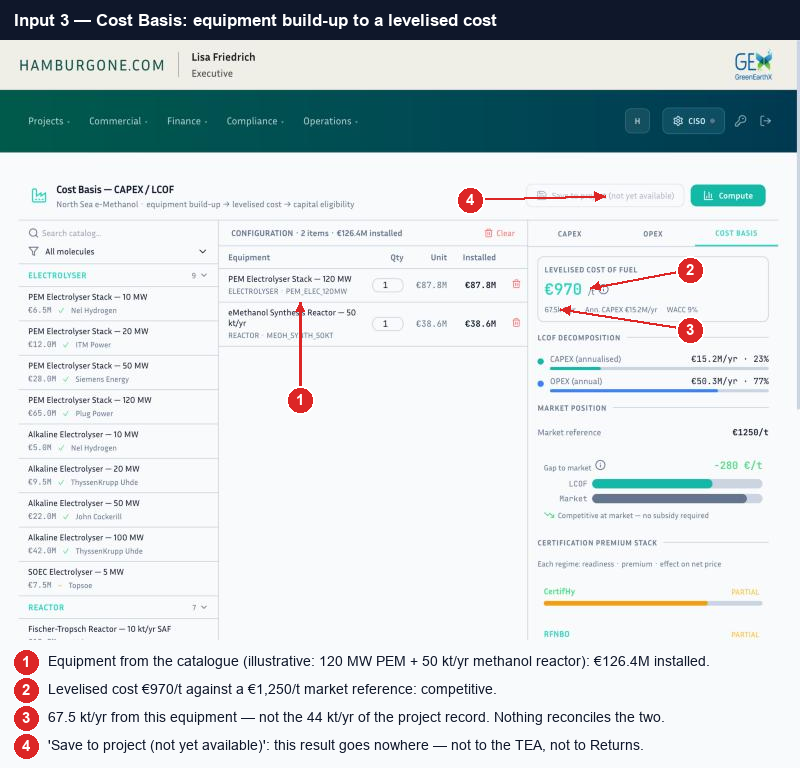 Input 3 — Cost Basis: equipment build-up to a levelised cost
HAMBURGONE.COM
Lisa Friedrich
Executive
GEX
GreenEarthX
Projects
Commercial
Finance
Compliance
Operations
H
CISO
Cost Basis — CAPEX / LCOF
North Sea e-Methanol · equipment build-up → levelised cost → capital eligibility
4
Save to project (not yet available)
Compute
Search catalog...
All molecules
ELECTROLYSER 9
PEM Electrolyser Stack — 10 MW
€6.5M ✓ Nel Hydrogen
PEM Electrolyser Stack — 20 MW
€12.0M ✓ ITM Power
PEM Electrolyser Stack — 50 MW
€28.0M ✓ Siemens Energy
PEM Electrolyser Stack — 120 MW
€65.0M ✓ Plug Power
Alkaline Electrolyser — 10 MW
€5.0M ✓ Nel Hydrogen
Alkaline Electrolyser — 20 MW
€9.5M ✓ ThyssenKrupp Uhde
Alkaline Electrolyser — 50 MW
€22.0M ✓ John Cockerill
Alkaline Electrolyser — 100 MW
€42.0M ✓ ThyssenKrupp Uhde
SOEC Electrolyser — 5 MW
€7.5M ~ Topsoe
REACTOR 7
Fischer-Tropsch Reactor — 10 kt/yr SAF
CONFIGURATION · 2 items · €126.4M installed
Clear
Equipment Qty Unit Installed
PEM Electrolyser Stack — 120 MW
ELECTROLYSER · PEM_ELEC_120MW
1 €87.8M €87.8M
eMethanol Synthesis Reactor — 50
kt/yr
REACTOR · MEOH_SYNTH_50KT
1 €38.6M €38.6M
1
CAPEX OPEX COST BASIS
LEVELISED COST OF FUEL
€970 /t
2
67.5k Ann. CAPEX €15.2M/yr WACC 9%
3
LCOF DECOMPOSITION
CAPEX (annualised) €15.2M/yr · 23%
OPEX (annual) €50.3M/yr · 77%
MARKET POSITION
Market reference €1250/t
Gap to market -280 €/t
LCOF
Market
Competitive at market — no subsidy required
CERTIFICATION PREMIUM STACK
Each regime: readiness · premium · effect on net price
CertifHy PARTIAL
RFNBO PARTIAL
1 Equipment from the catalogue (illustrative: 120 MW PEM + 50 kt/yr methanol reactor): €126.4M installed.
2 Levelised cost €970/t against a €1,250/t market reference: competitive.
3 67.5 kt/yr from this equipment — not the 44 kt/yr of the project record. Nothing reconciles the two.
4 'Save to project (not yet available)': this result goes nowhere — not to the TEA, not to Returns.